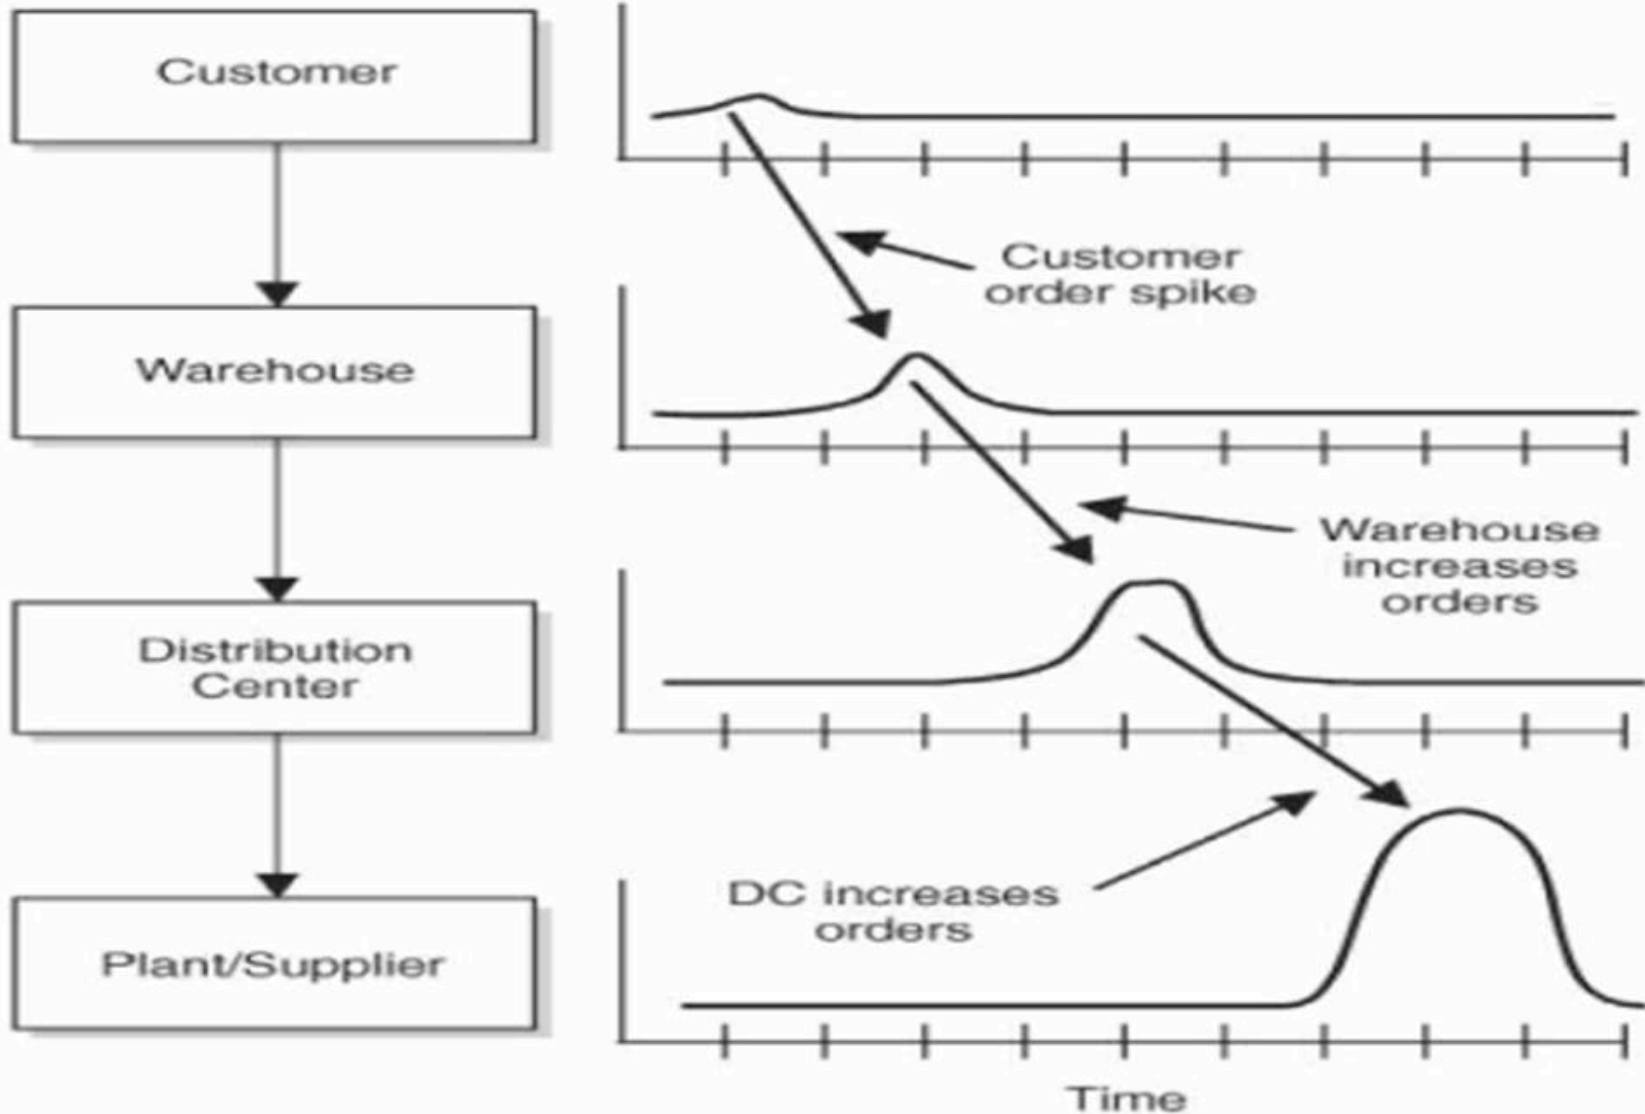 Customer
Customer
order spike
Warehouse
Warehouse
increases
orders
Distribution
Center
DC increases
orders
Plant/Supplier
Time